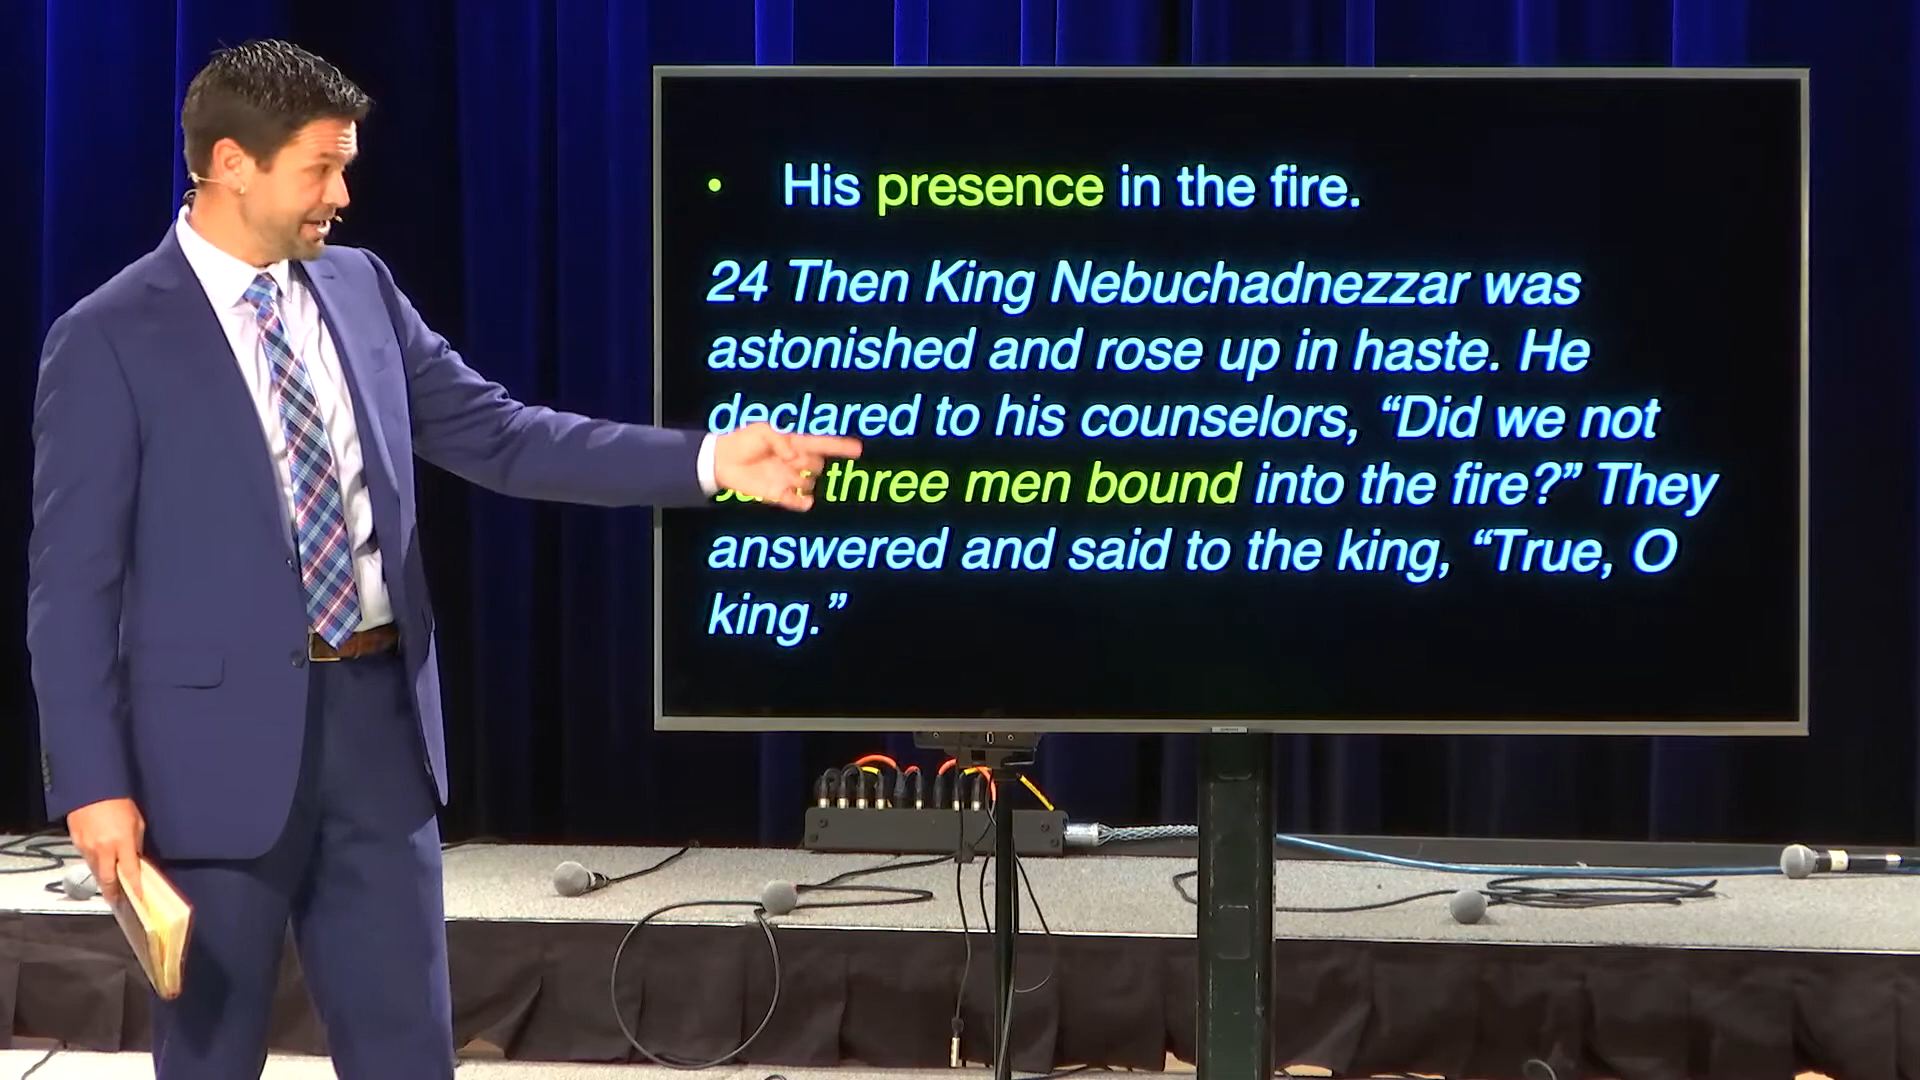 • His presence in the fire.
24 Then King Nebuchadnezzar was
astonished and rose up in haste. He
declared to his counselors, “Did we not
three men bound into the fire?” They
answered and said to the king, “True, O
king.”